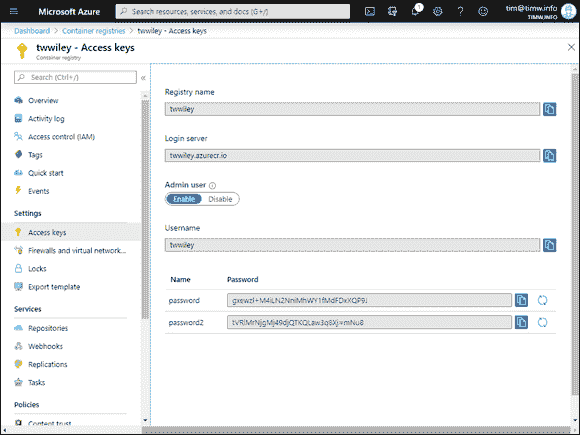 Microsoft Azure
Search resources, services, and docs (G+/)
1
tim@timw.info
TIMW.INFO
Dashboard > Container registries > twwiley - Access keys
twwiley - Access keys
Container registry
Search (Ctrl+/)
Overview
Activity log
Access control (IAM)
Tags
Quick start
Events
Settings
Access keys
Firewalls and virtual network...
Locks
Export template
Services
Repositories
Webhooks
Replications
Tasks
Policies
Content trust
Registry name
twwiley
Login server
twwiley.azurecr.io
Admin user
Enable Disable
Username
twwiley
Name Password
password
password2